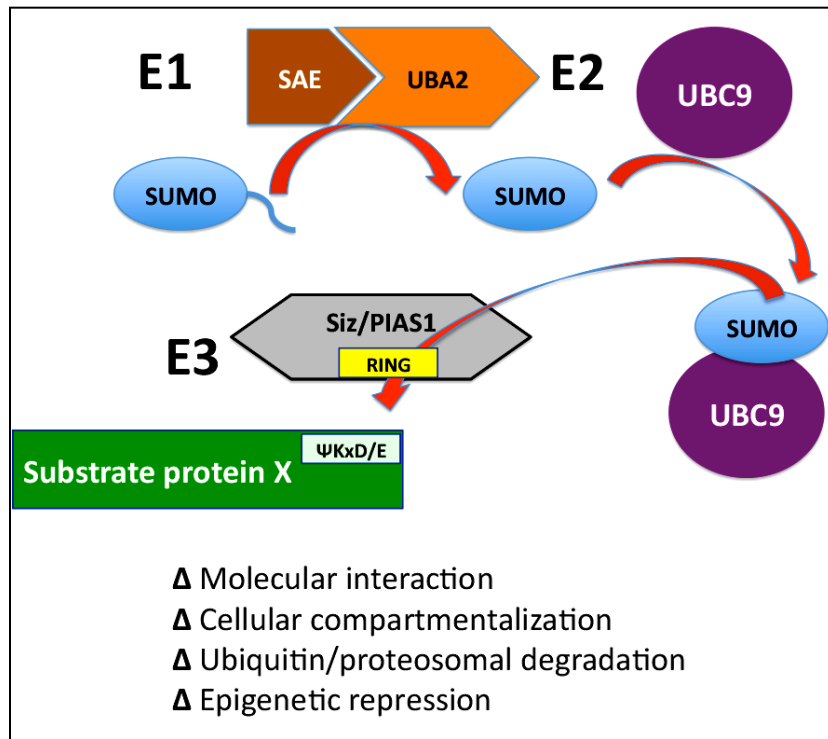 E1
SAE
UBA2
E2
UBC9
SUMO
SUMO
SUMO
UBC9
Siz/PIAS1
RING
E3
ΨKxD/E
Substrate protein X
Δ Molecular interaction
Δ Cellular compartmentalization
Δ Ubiquitin/proteosomal degradation
Δ Epigenetic repression